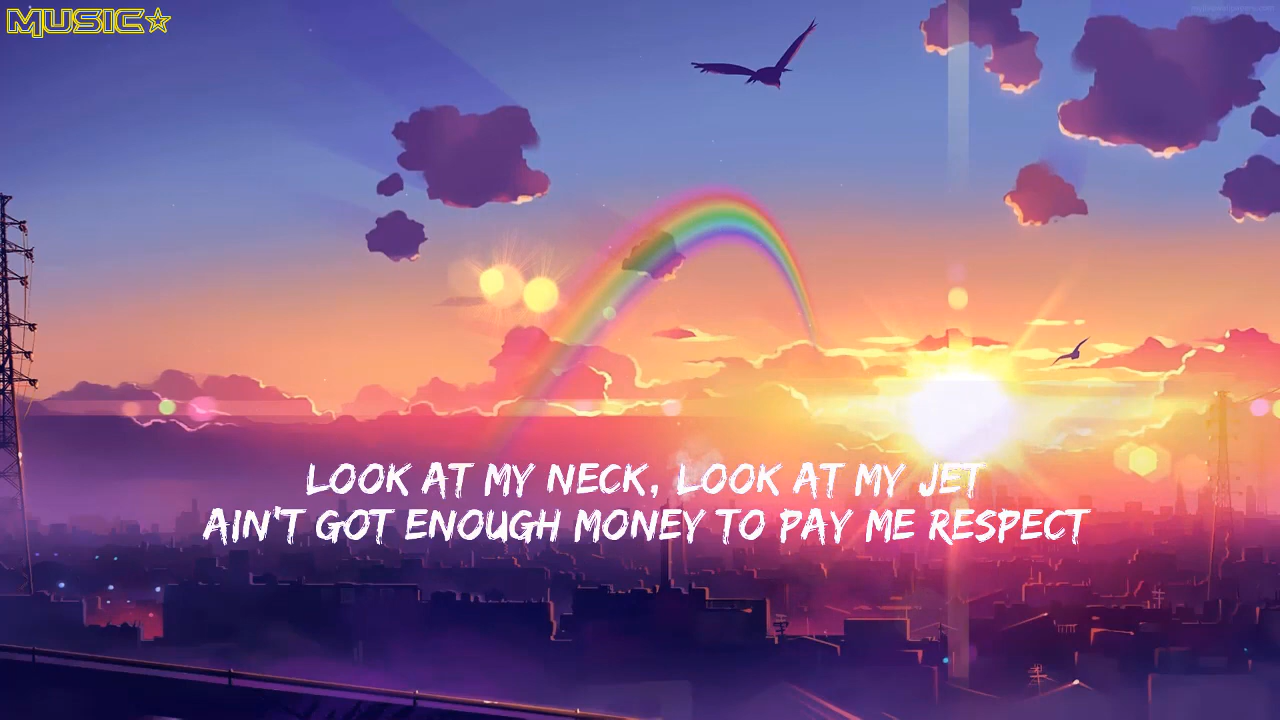 MUSIC☆
LOOK AT MY NECK, LOOK AT MY JET
AIN'T GOT ENOUGH MONEY TO PAY ME RESPECT